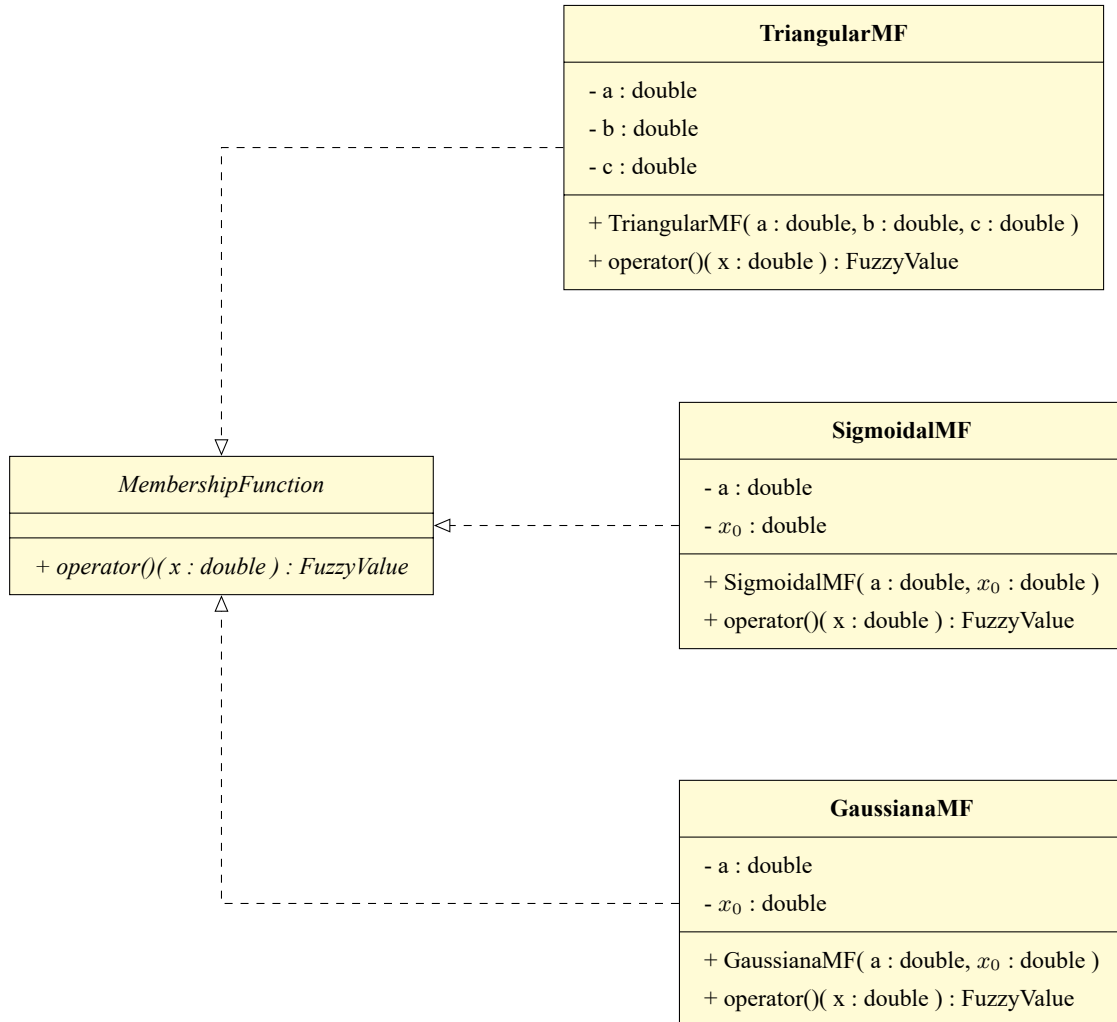 TriangularMF
- a : double
- b : double
- c : double
+ TriangularMF( a : double, b : double, c : double )
+ operator()( x : double ) : FuzzyValue
MembershipFunction
+ operator()( x : double ) : FuzzyValue
SigmoidalMF
- a : double
- x₀ : double
+ SigmoidalMF( a : double, x₀ : double )
+ operator()( x : double ) : FuzzyValue
GaussianaMF
- a : double
- x₀ : double
+ GaussianaMF( a : double, x₀ : double )
+ operator()( x : double ) : FuzzyValue